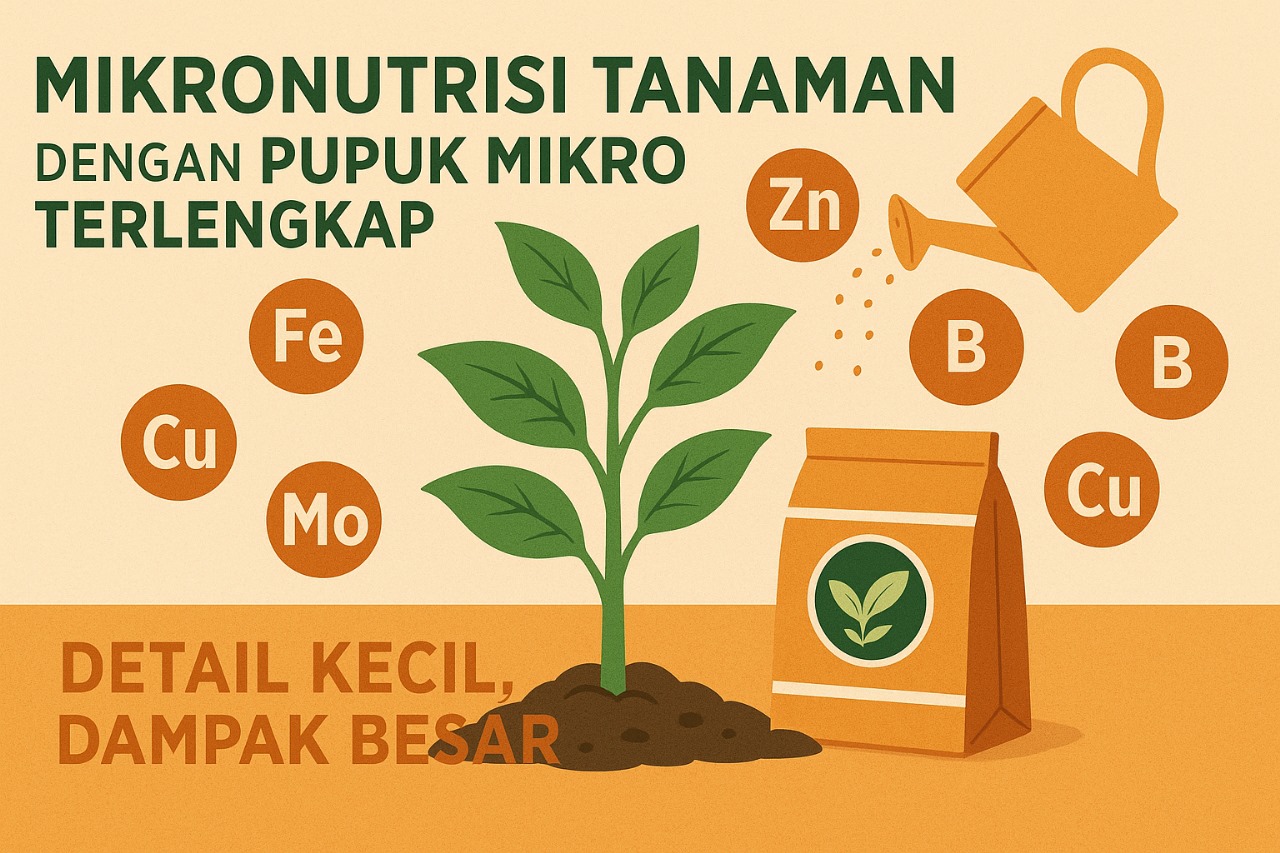 MIKRONUTRISI TANAMAN
DENGAN PUPUK MIKRO
TERLENGKAP
Zn
Fe
B
B
Cu
Cu
Mo
DETAIL KECIL,
DAMPAK BESAR